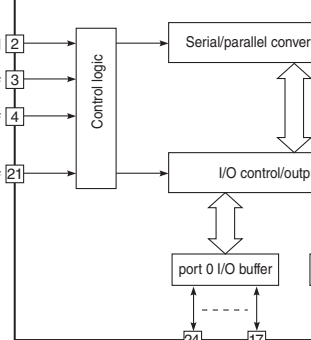 2
Serial/parallel conver
3
Control logic
4
21
I/O control/outp
port 0 I/O buffer
24
17